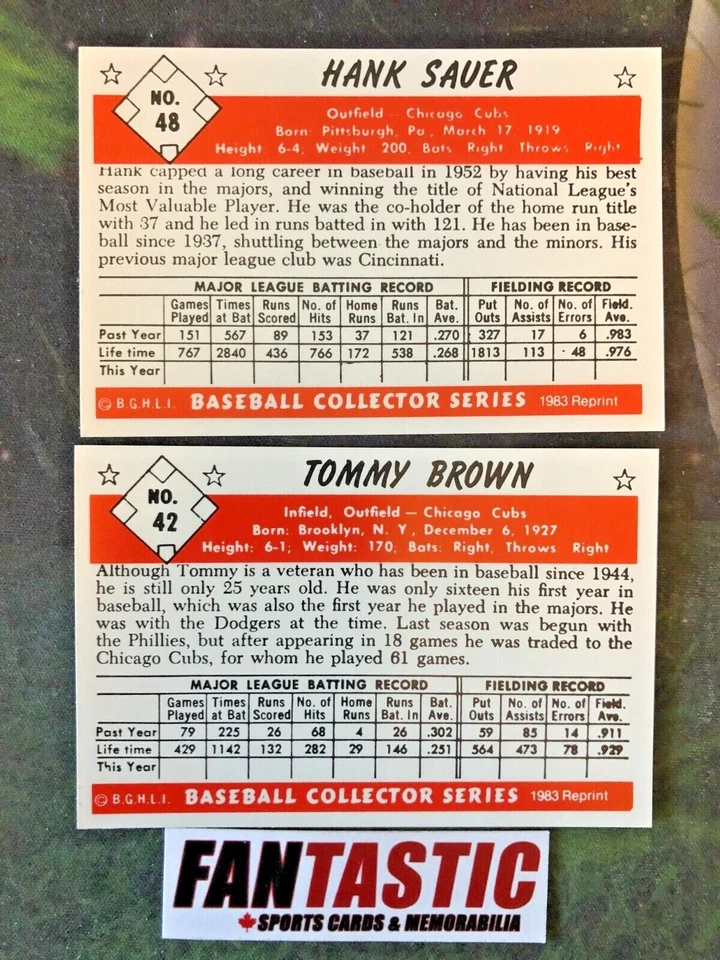 HANK SAUER
NO.
48
Outfield — Chicago Cubs
Born: Pittsburgh, Pa., March 17, 1919
Height: 6-4, Weight 200, Bats Right Throws Right
Hank capped a long career in baseball in 1952 by having his best
season in the majors, and winning the title of National League's
Most Valuable Player. He was the co-holder of the home run title
with 37 and he led in runs batted in with 121. He has been in base-
ball since 1937, shuttling between the majors and the minors. His
previous major league club was Cincinnati.
MAJOR LEAGUE BATTING RECORD FIELDING RECORD
Games Times Runs No. of Home Runs Bat. Put No. of No. of Field.
Played at Bat Scored Hits Runs Bat. In Ave. Outs Assists Errors Ave.
Past Year 151 567 89 153 37 121 .270 327 17 6 .983
Life time 767 2840 436 766 172 538 .268 1813 113 48 .976
This Year
© B.G.H.L.I. BASEBALL COLLECTOR SERIES 1983 Reprint
TOMMY BROWN
NO.
42
Infield, Outfield — Chicago Cubs
Born: Brooklyn, N. Y., December 6, 1927
Height: 6-1; Weight: 170, Bats: Right, Throws Right
Although Tommy is a veteran who has been in baseball since 1944,
he is still only 25 years old. He was only sixteen his first year in
baseball, which was also the first year he played in the majors. He
was with the Dodgers at the time. Last season was begun with
the Phillies, but after appearing in 18 games he was traded to the
Chicago Cubs, for whom he played 61 games.
MAJOR LEAGUE BATTING RECORD FIELDING RECORD
Games Times Runs No. of Home Runs Bat. Put No. of No. of Field.
Played at Bat Scored Hits Runs Bat. In Ave. Outs Assists Errors Ave.
Past Year 79 225 26 68 4 26 .302 59 85 14 .911
Life time 429 1142 132 282 29 146 .251 564 473 78 .929
This Year
© B.G.H.L.I. BASEBALL COLLECTOR SERIES 1983 Reprint
FANTASTIC
SPORTS CARDS & MEMORABILIA